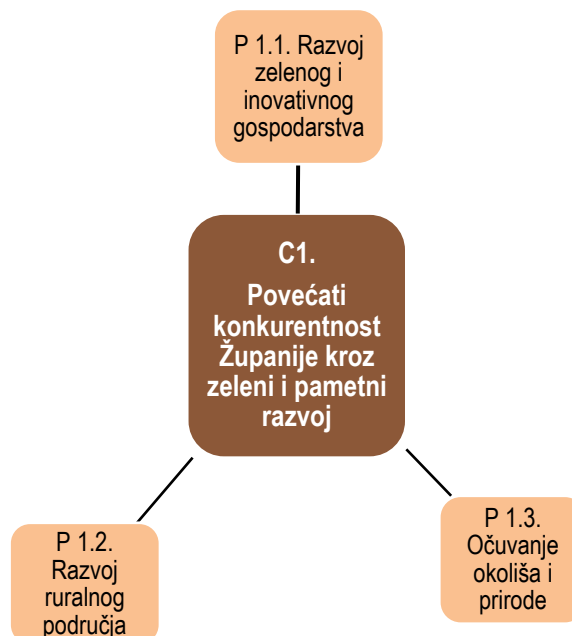 P 1.1. Razvoj
zelenog i
inovativnog
gospodarstva
C1.
Povećati
konkurentnost
Županije kroz
zeleni i pametni
razvoj
P 1.2.
Razvoj
ruralnog
područja
P 1.3.
Očuvanje
okoliša i
prirode